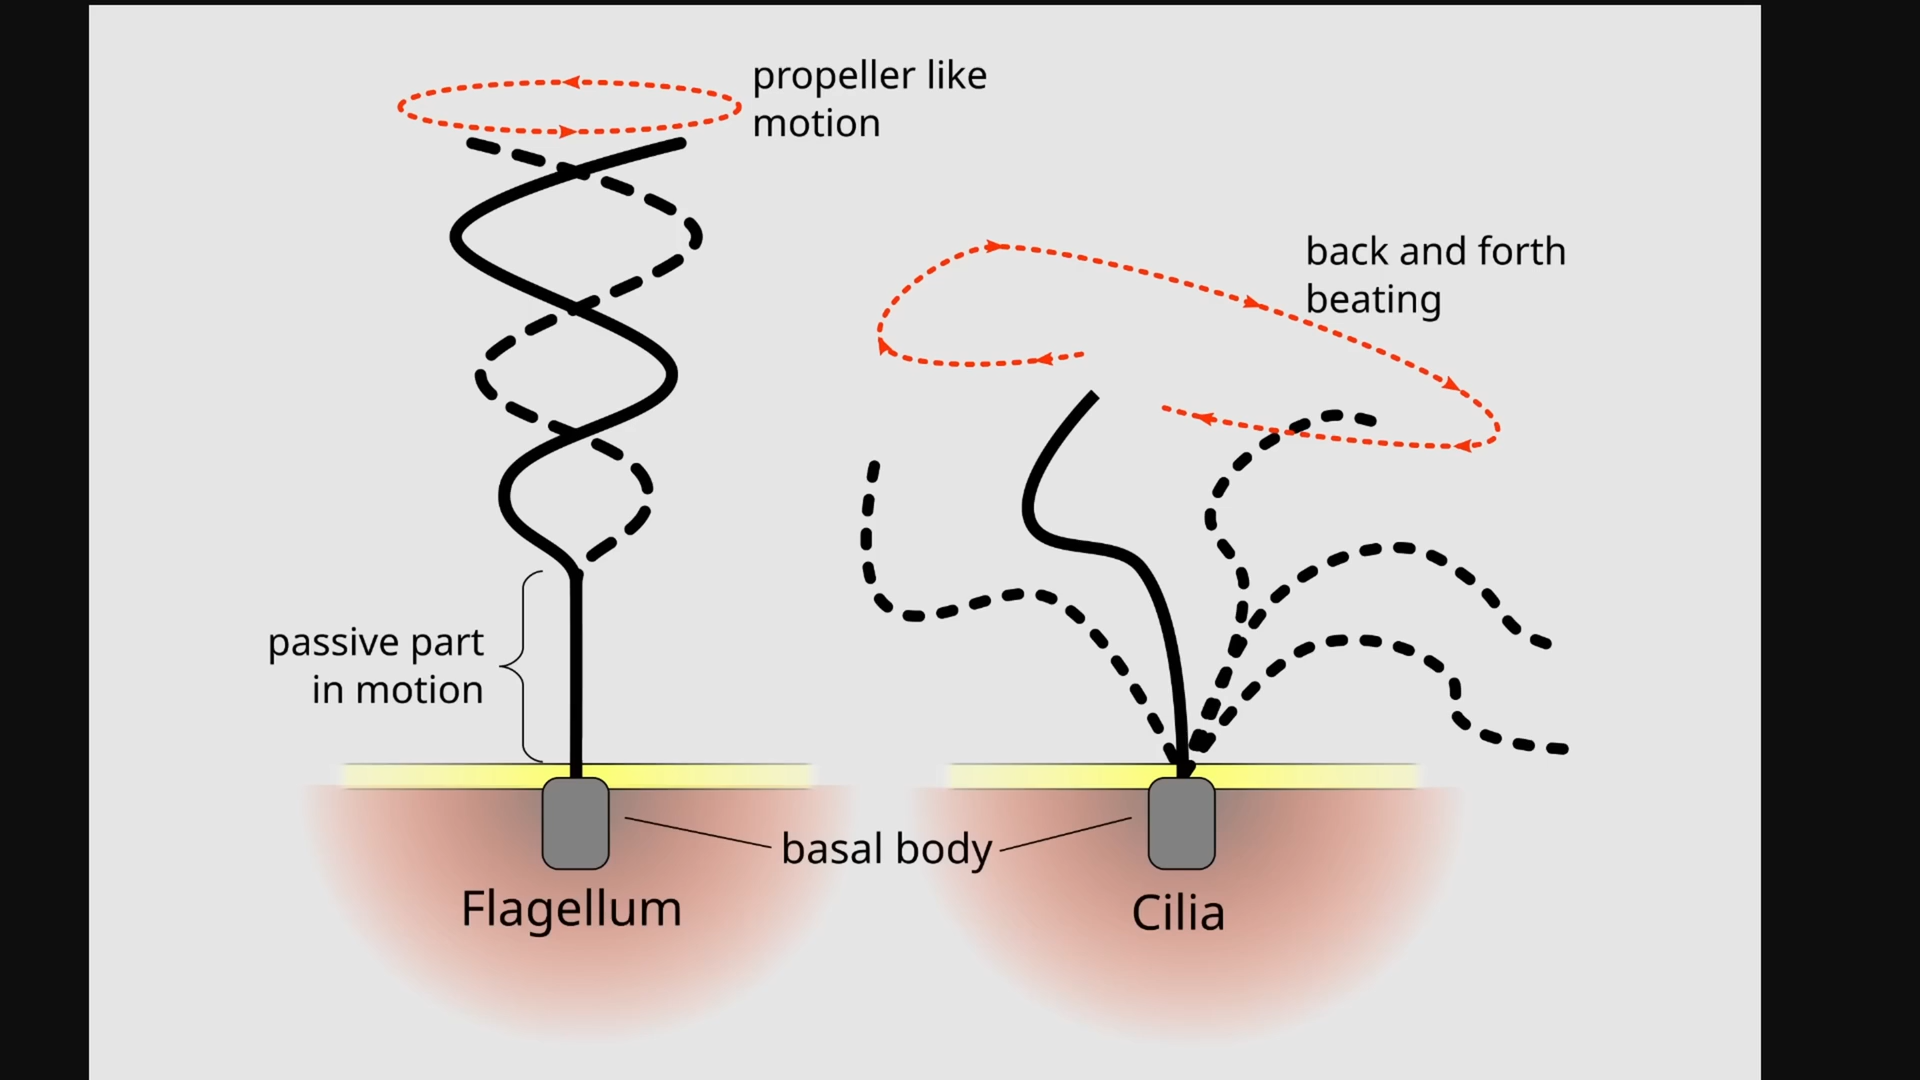 propeller like
motion
back and forth
beating
passive part
in motion
basal body
Flagellum
Cilia